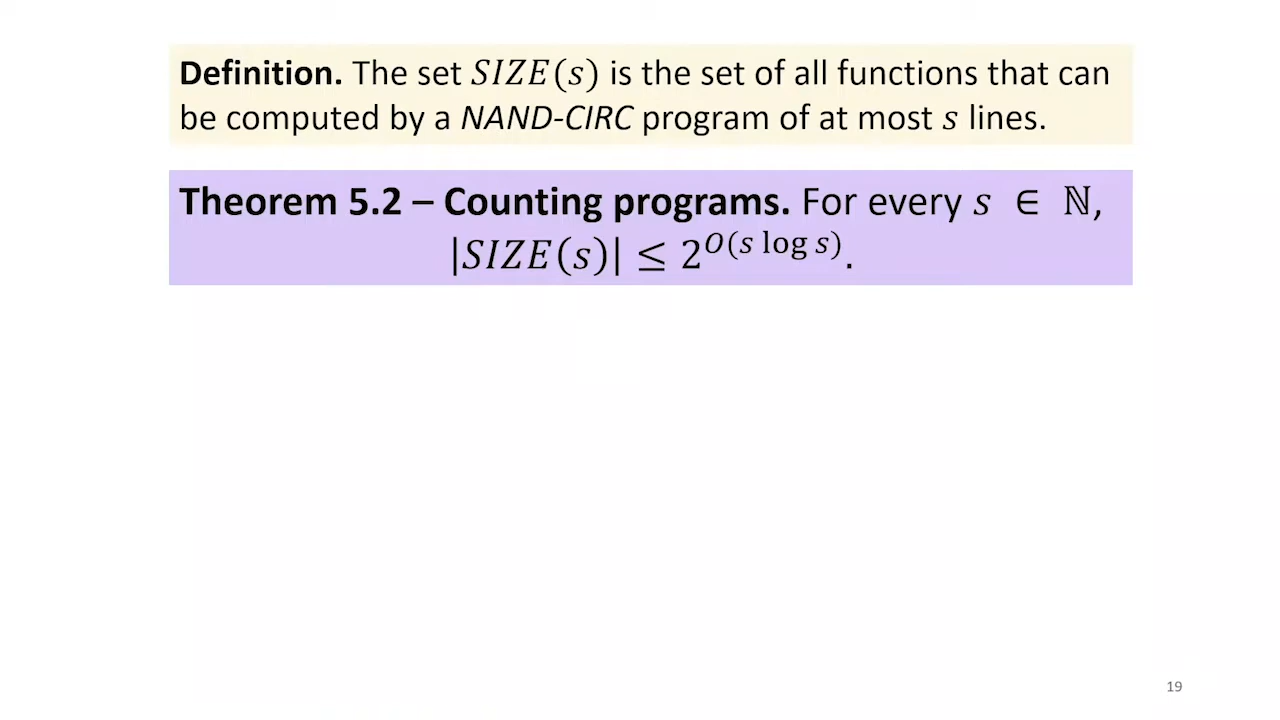 Definition. The set 𝑆𝐼𝑍𝐸(𝑠) is the set of all functions that can
be computed by a NAND-CIRC program of at most 𝑠 lines.
Theorem 5.2 – Counting programs. For every 𝑠 ∈ ℕ,
|𝑆𝐼𝑍𝐸(𝑠)| ≤ 2^{𝑂(𝑠 log 𝑠)}.
19